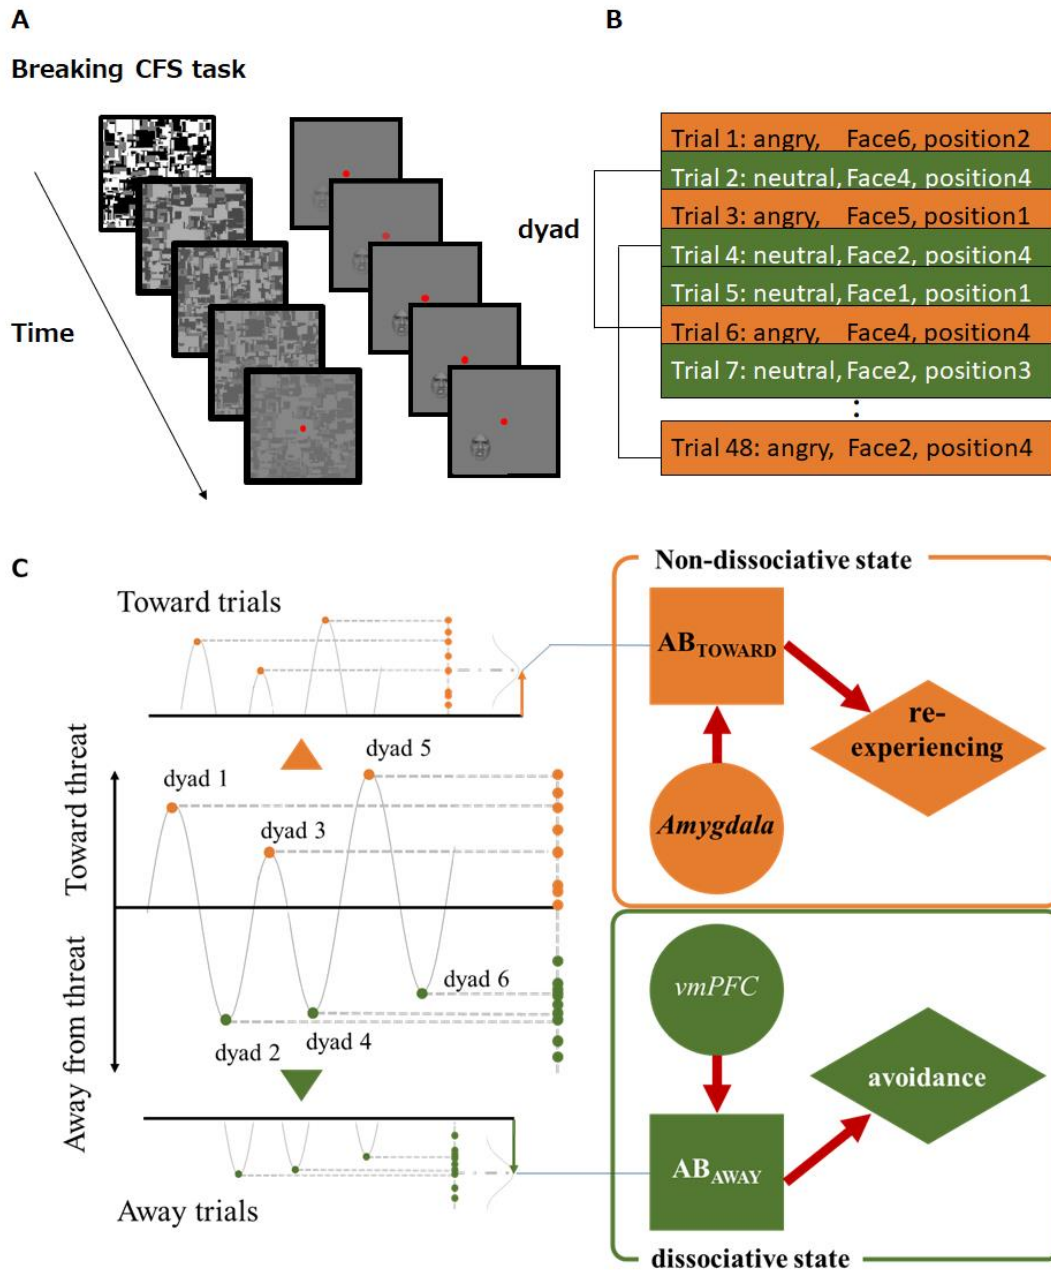 A
Breaking CFS task
Time
B
dyad
Trial 1: angry, Face6, position2
Trial 2: neutral, Face4, position4
Trial 3: angry, Face5, position1
Trial 4: neutral, Face2, position4
Trial 5: neutral, Face1, position1
Trial 6: angry, Face4, position4
Trial 7: neutral, Face2, position3
⋮
Trial 48: angry, Face2, position4
C
Toward trials
Toward threat
Away from threat
dyad 1
dyad 5
dyad 3
dyad 6
dyad 2
dyad 4
Away trials
Non-dissociative state
ABTOWARD
re-
experiencing
Amygdala
vmPFC
avoidance
ABAWAY
dissociative state